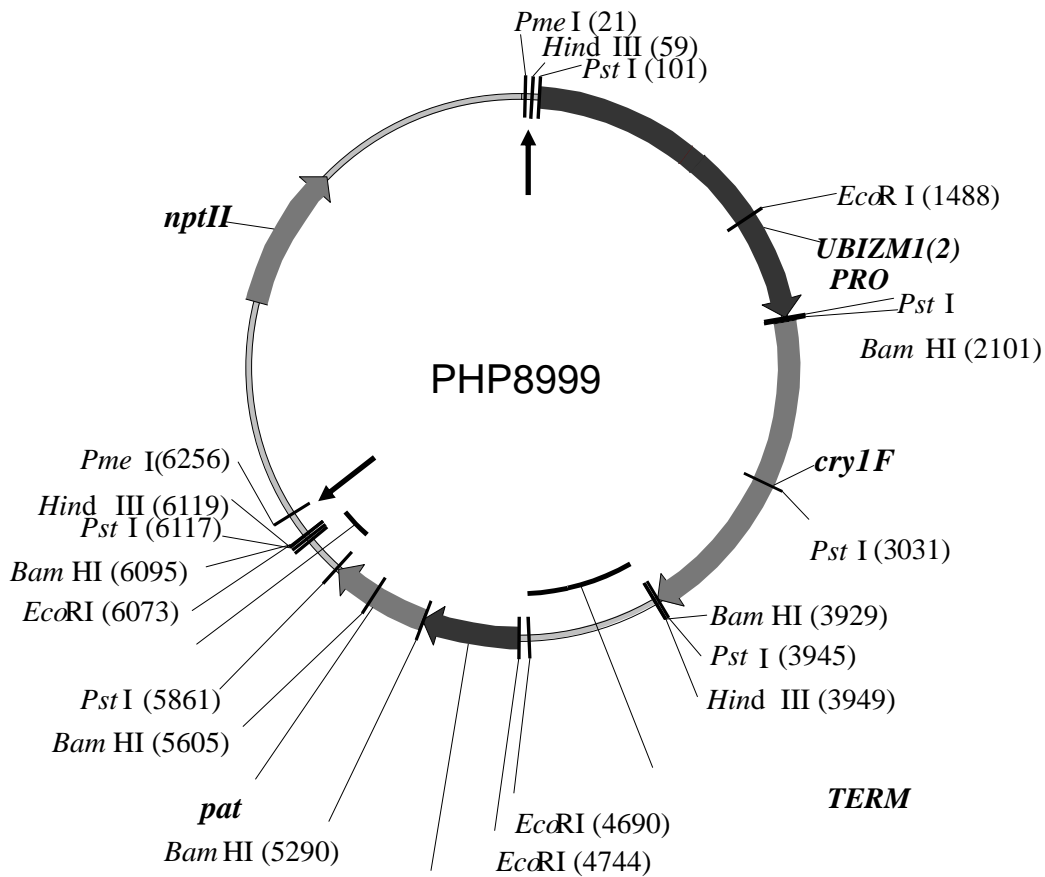 Pme I (21)
Hind III (59)
Pst I (101)
EcoR I (1488)
nptII
UBIZM1(2)
PRO
Pst I
Bam HI (2101)
PHP8999
cry1F
Pme I(6256)
Hind III (6119)
Pst I (6117)
Pst I (3031)
Bam HI (6095)
EcoRI (6073)
Bam HI (3929)
Pst I (3945)
Hind III (3949)
Pst I (5861)
Bam HI (5605)
pat
TERM
EcoRI (4690)
Bam HI (5290)
EcoRI (4744)